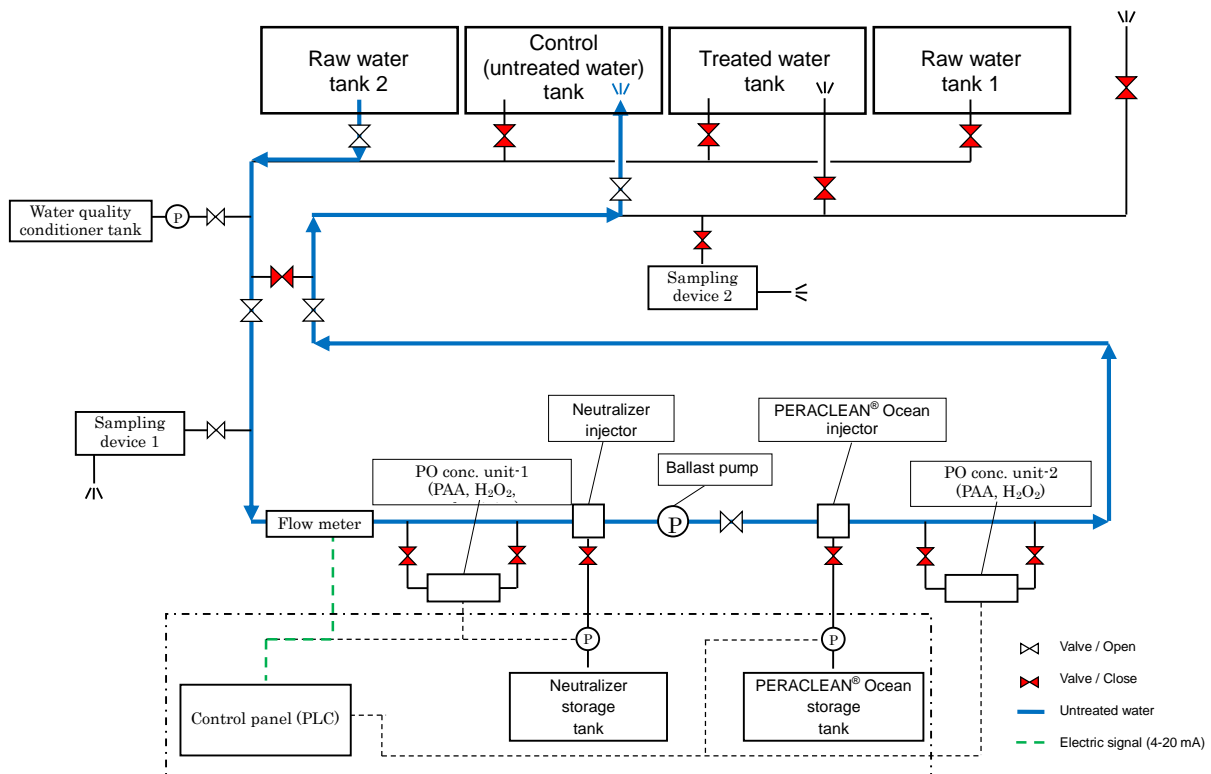 Raw water
tank 2
Control
(untreated water)
tank
Treated water
tank
Raw water
tank 1
Water quality
conditioner tank
P
Sampling
device 2
Sampling
device 1
Neutralizer
injector
PERACLEAN® Ocean
injector
PO conc. unit-1
(PAA, H₂O₂,
Ballast pump
PO conc. unit-2
(PAA, H₂O₂)
Flow meter
P
P
P
Control panel (PLC)
Neutralizer
storage
tank
PERACLEAN® Ocean
storage
tank
Valve / Open
Valve / Close
Untreated water
Electric signal (4-20 mA)